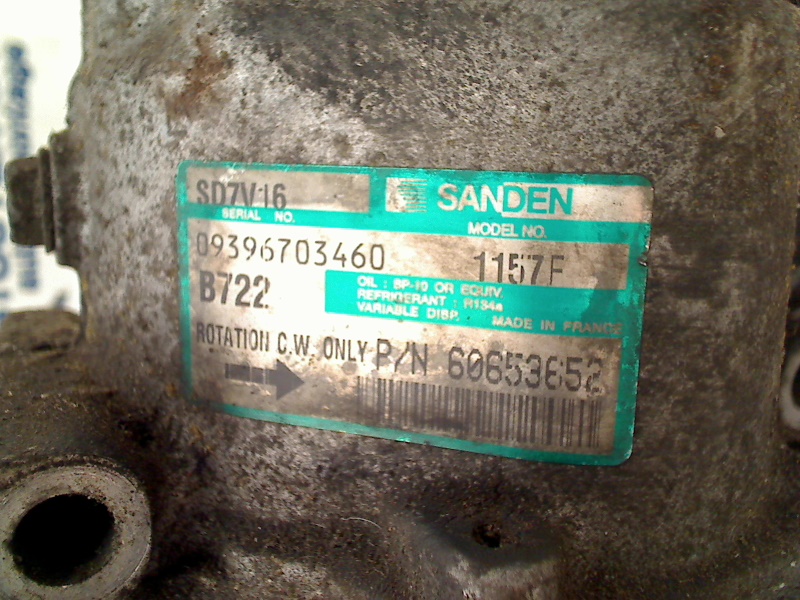 SD7V16
SANDEN
SERIAL NO.
MODEL NO.
09396703460
1157F
B722
OIL : SP-10 OR EQUIV.
REFRIGERANT : R134a
VARIABLE DISP.
MADE IN FRANCE
ROTATION C.W. ONLY
P/N 60653652